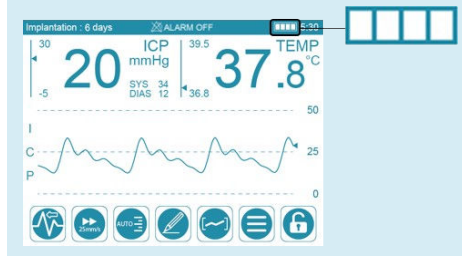 Implantation : 6 days ALARM OFF 5:30
30 ICP 39.5 TEMP
20 mmHg 37.8 °C
SYS 34
-5 DIAS 12 36.8
50
I
C 25
P
0
25mm/s AUTO